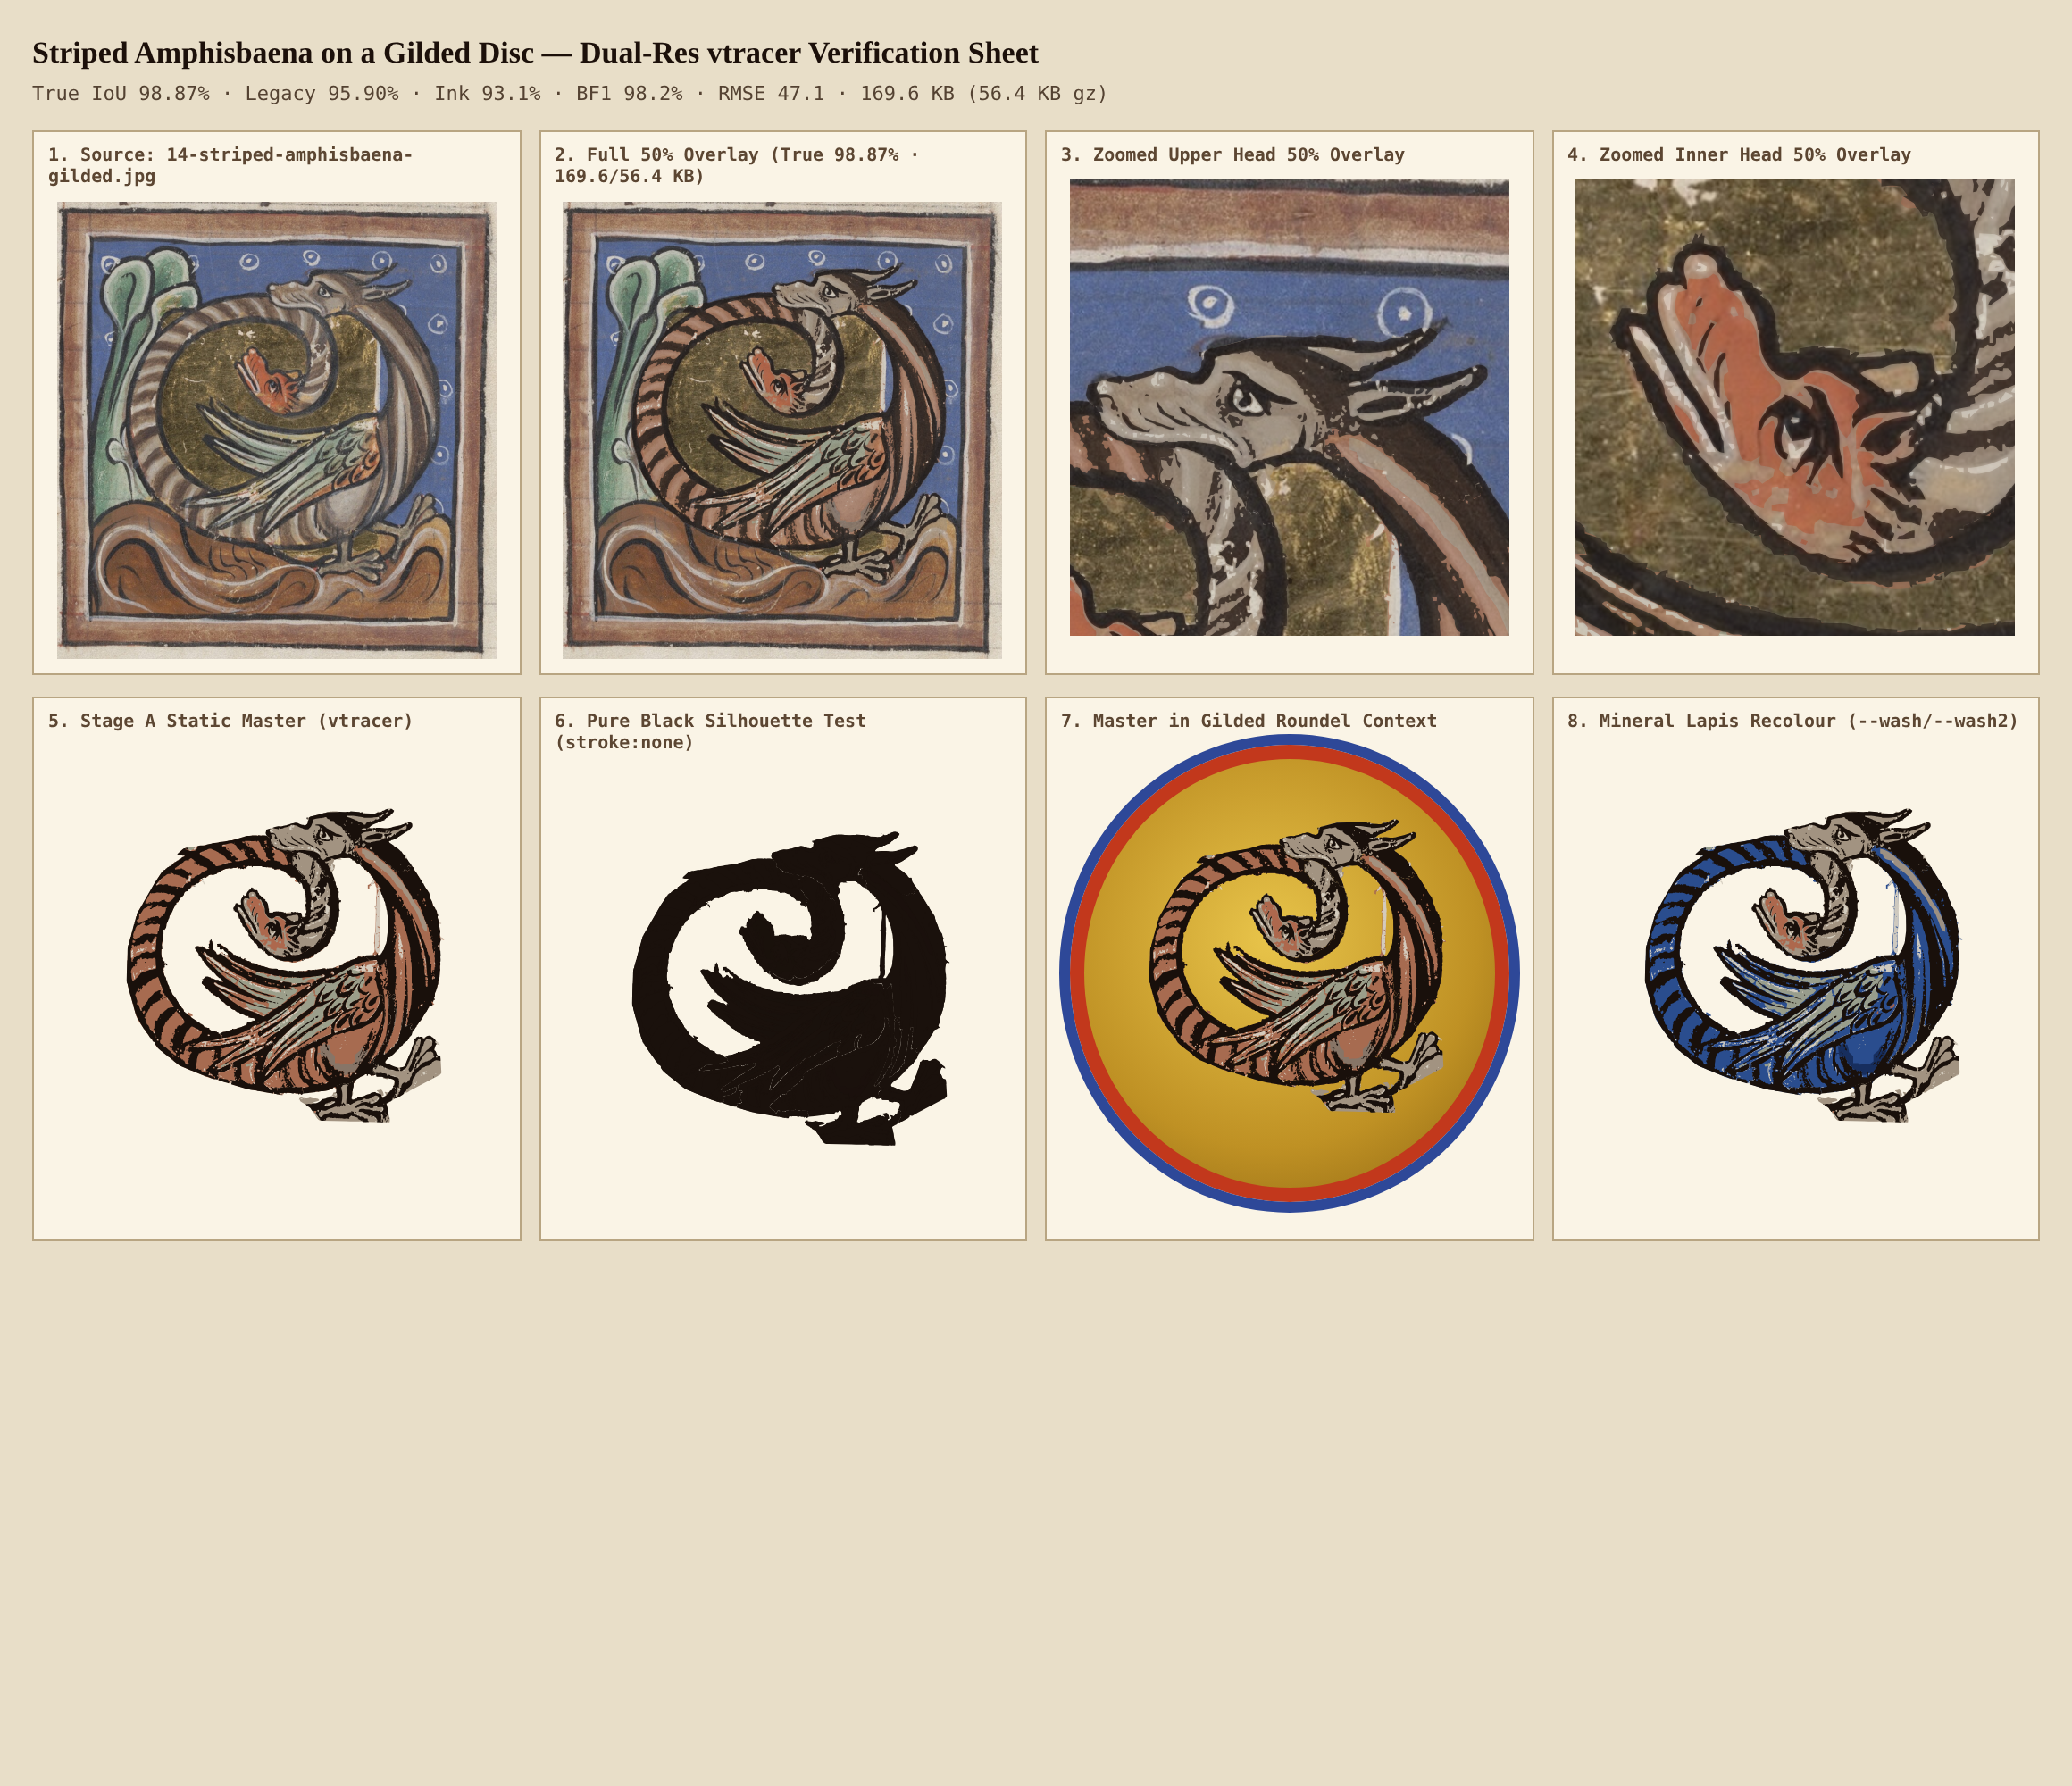 Striped Amphisbaena on a Gilded Disc — Dual-Res vtracer Verification Sheet
True IoU 98.87% · Legacy 95.90% · Ink 93.1% · BF1 98.2% · RMSE 47.1 · 169.6 KB (56.4 KB gz)
1. Source: 14-striped-amphisbaena-
gilded.jpg
2. Full 50% Overlay (True 98.87% ·
169.6/56.4 KB)
3. Zoomed Upper Head 50% Overlay
4. Zoomed Inner Head 50% Overlay
5. Stage A Static Master (vtracer)
6. Pure Black Silhouette Test
(stroke:none)
7. Master in Gilded Roundel Context
8. Mineral Lapis Recolour (--wash/--wash2)